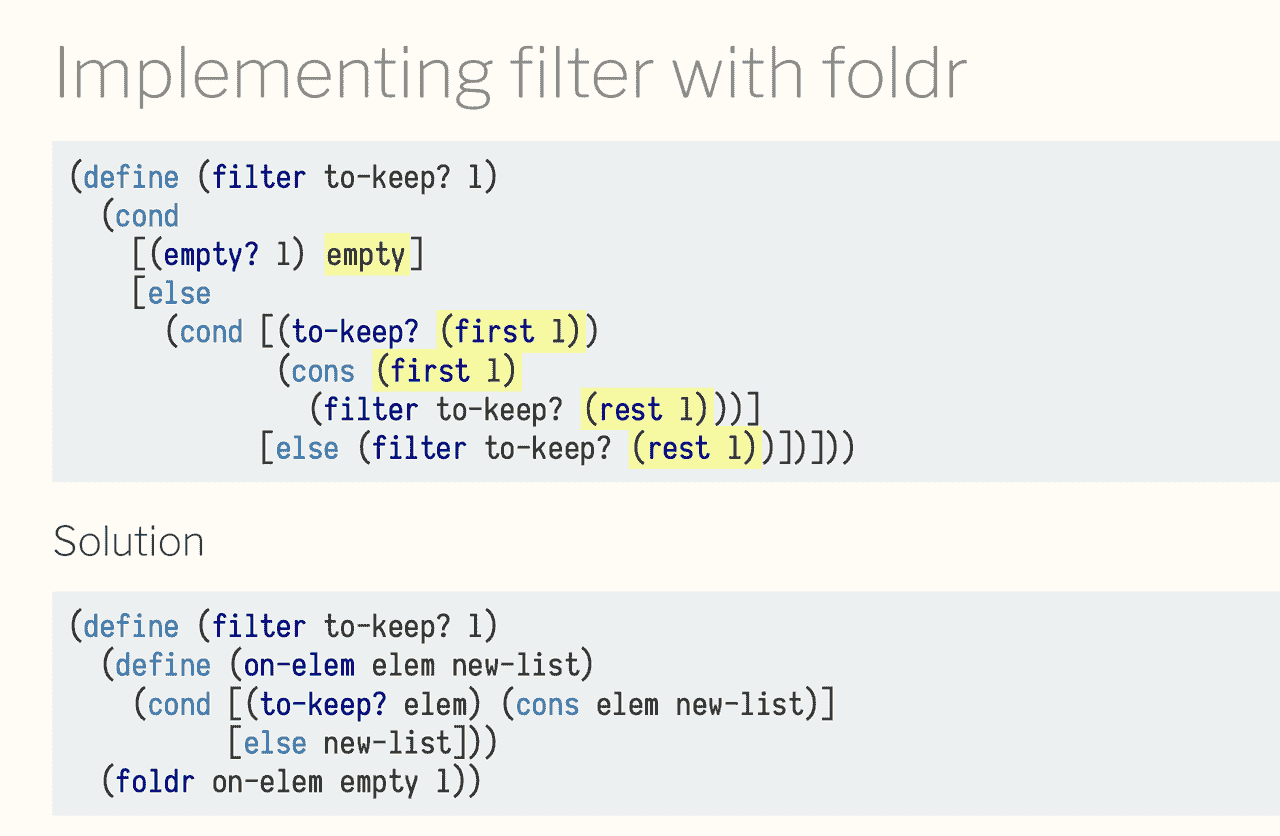 Implementing filter with foldr
(define (filter to-keep? l)
  (cond
    [(empty? l) empty]
    [else
      (cond [(to-keep? (first l))
             (cons (first l)
               (filter to-keep? (rest l)))]
            [else (filter to-keep? (rest l))])]))
Solution
(define (filter to-keep? l)
  (define (on-elem elem new-list)
    (cond [(to-keep? elem) (cons elem new-list)]
          [else new-list]))
  (foldr on-elem empty l))